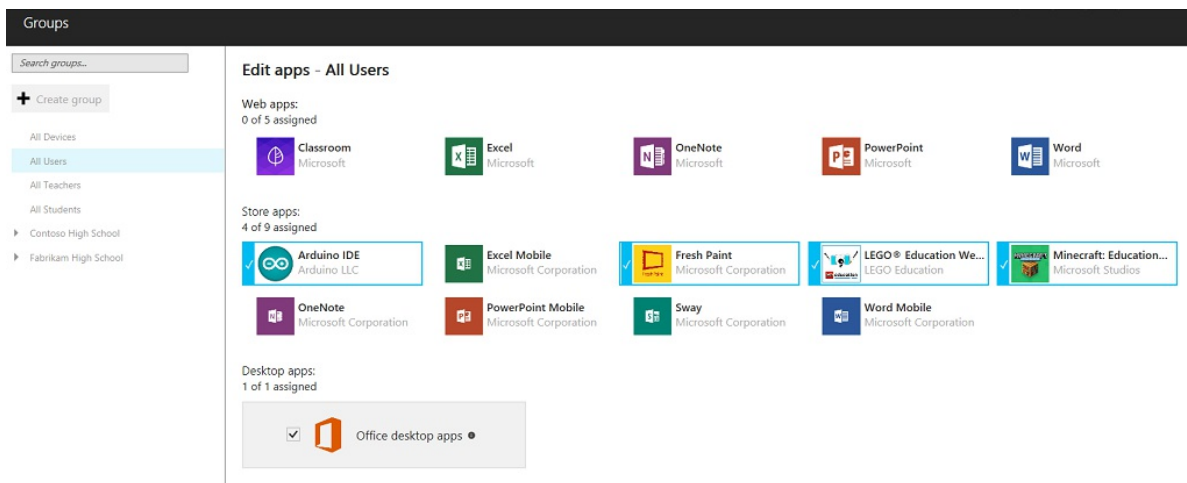 Groups
Search groups...
Create group
All Devices
All Users
All Teachers
All Students
Contoso High School
Fabrikam High School
Edit apps - All Users
Web apps:
0 of 5 assigned
Classroom
Microsoft
Excel
Microsoft
OneNote
Microsoft
PowerPoint
Microsoft
Word
Microsoft
Store apps:
4 of 9 assigned
Arduino IDE
Arduino LLC
Excel Mobile
Microsoft Corporation
Fresh Paint
Microsoft Corporation
LEGO® Education We...
LEGO Education
Minecraft: Education...
Microsoft Studios
OneNote
Microsoft Corporation
PowerPoint Mobile
Microsoft Corporation
Sway
Microsoft Corporation
Word Mobile
Microsoft Corporation
Desktop apps:
1 of 1 assigned
Office desktop apps